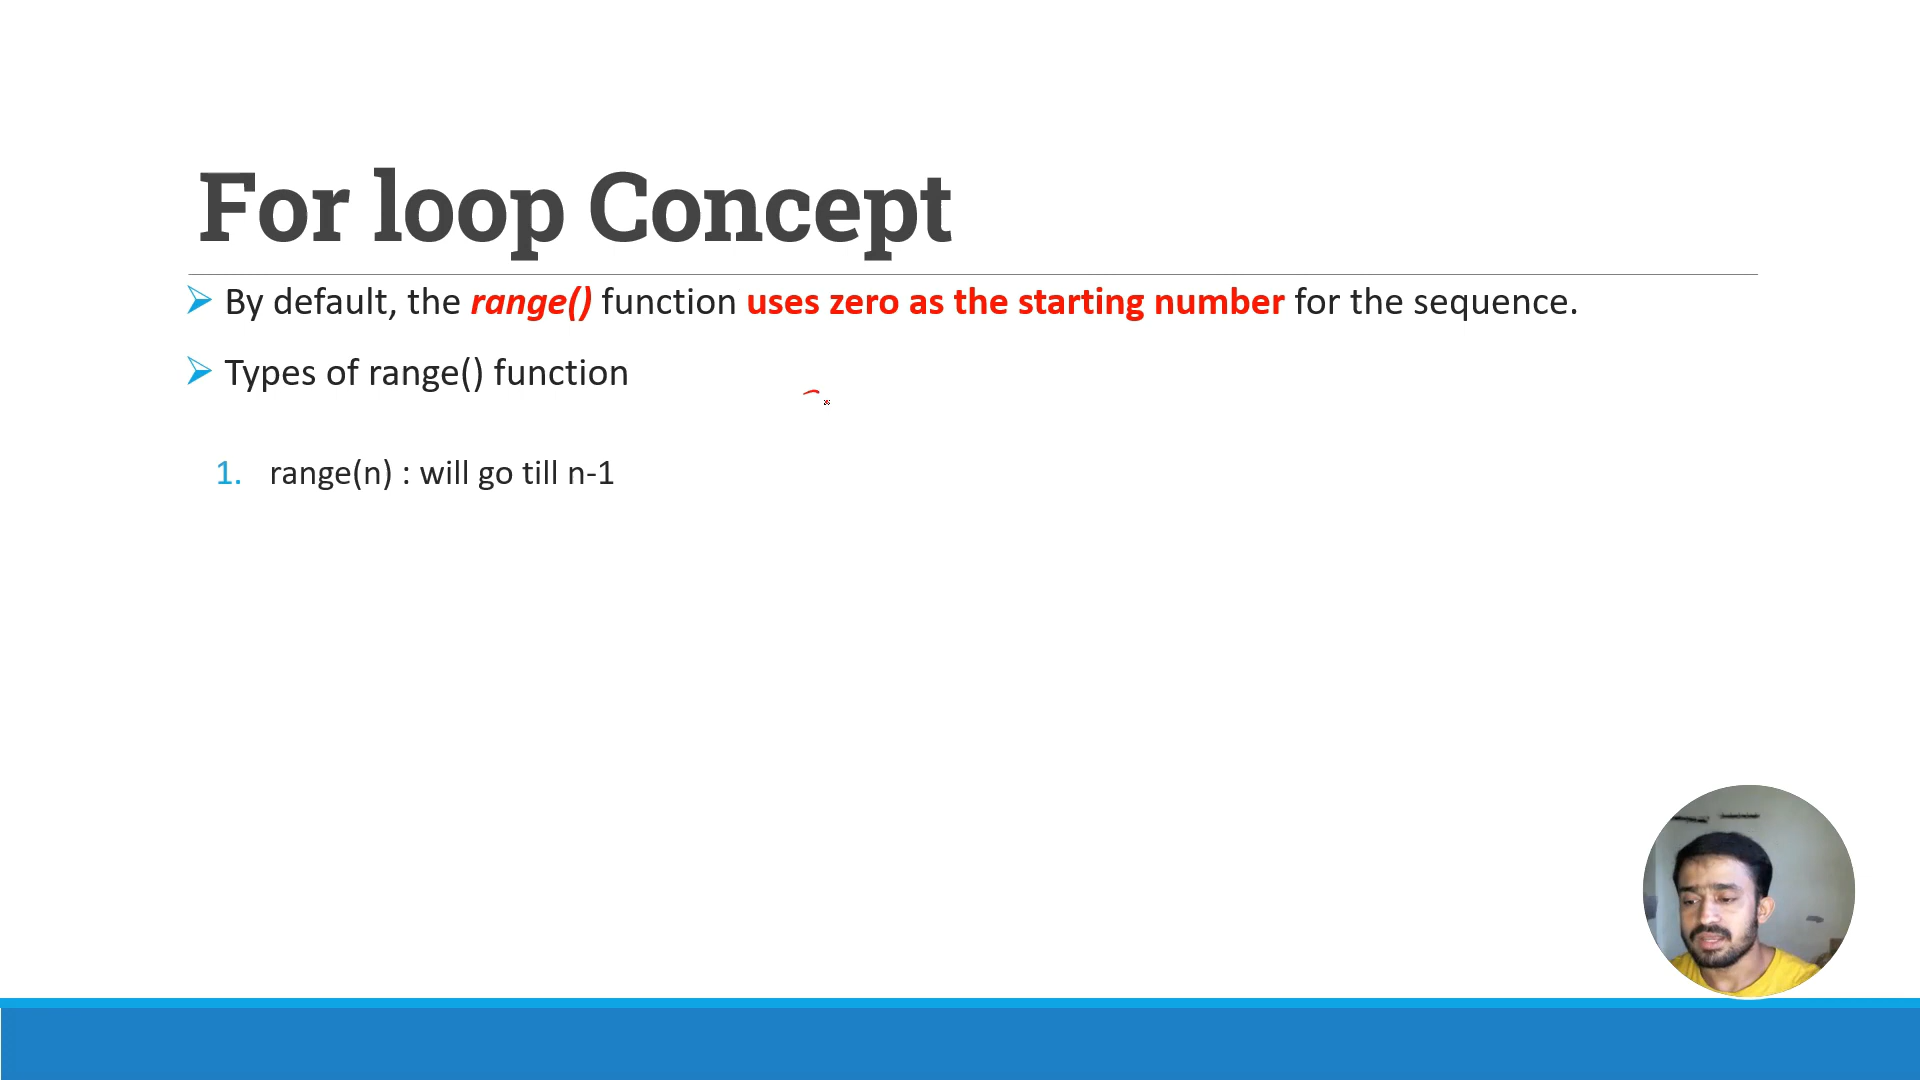 For loop Concept
By default, the range() function uses zero as the starting number for the sequence.
Types of range() function
1. range(n) : will go till n-1